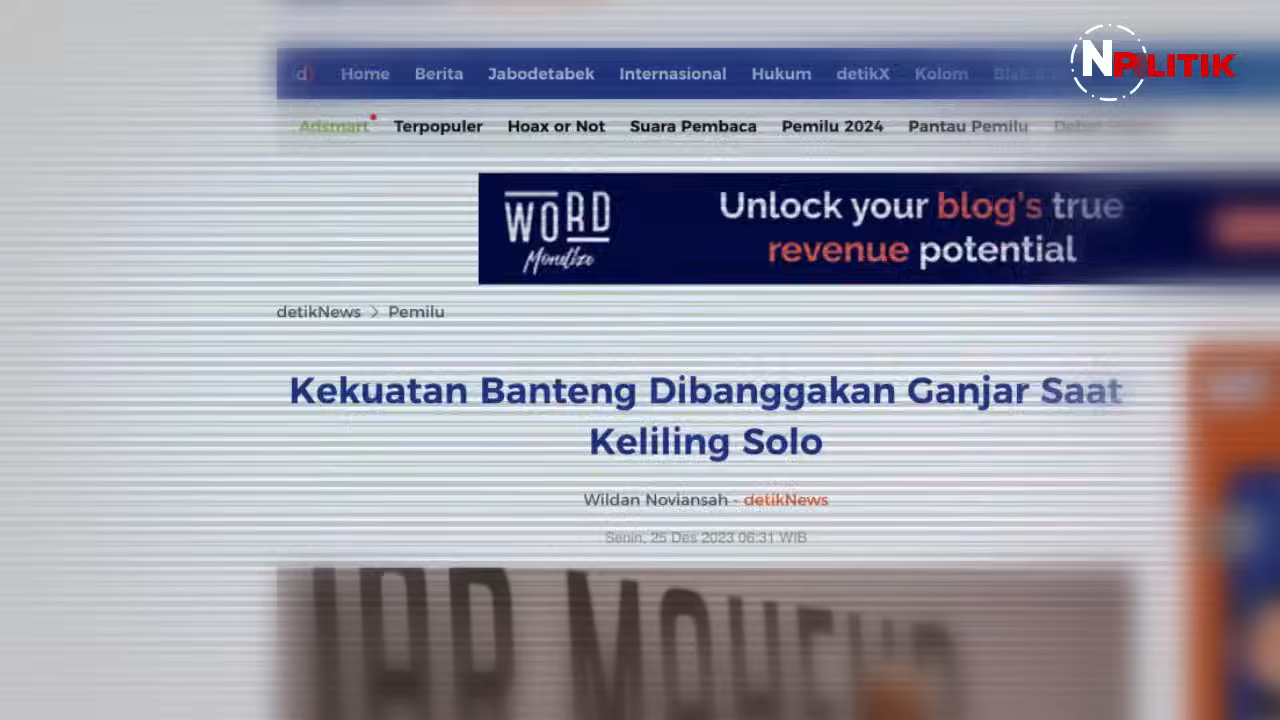 NPOLITIK
(d) Home Berita Jabodetabek Internasional Hukum detikX Kolom
Adsmart Terpopuler Hoax or Not Suara Pembaca Pemilu 2024 Pantau Pemilu
WORD
Monetize
Unlock your blog's true
revenue potential
detikNews > Pemilu
Kekuatan Banteng Dibanggakan Ganjar Saat
Keliling Solo
Wildan Noviansah - detikNews
Senin, 25 Des 2023 06:31 WIB